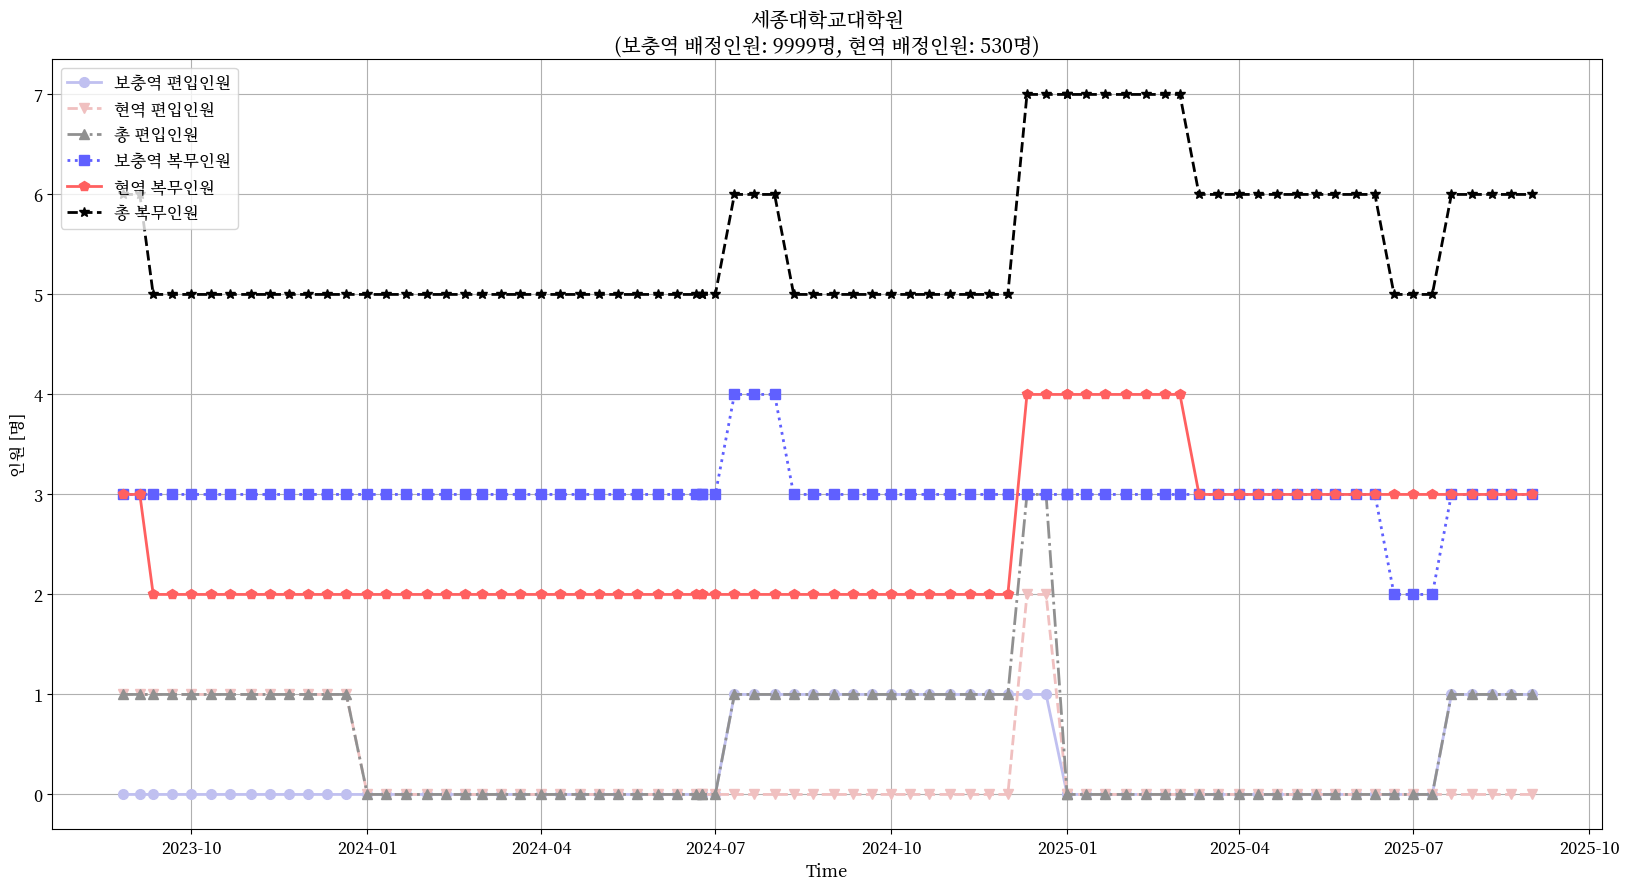 세종대학교대학원
(보충역 배정인원: 9999명, 현역 배정인원: 530명)
보충역 편입인원
현역 편입인원
총 편입인원
보충역 복무인원
현역 복무인원
총 복무인원
7
6
5
4
3
2
1
0
인원 [명]
2023-10
2024-01
2024-04
2024-07
2024-10
2025-01
2025-04
2025-07
2025-10
Time